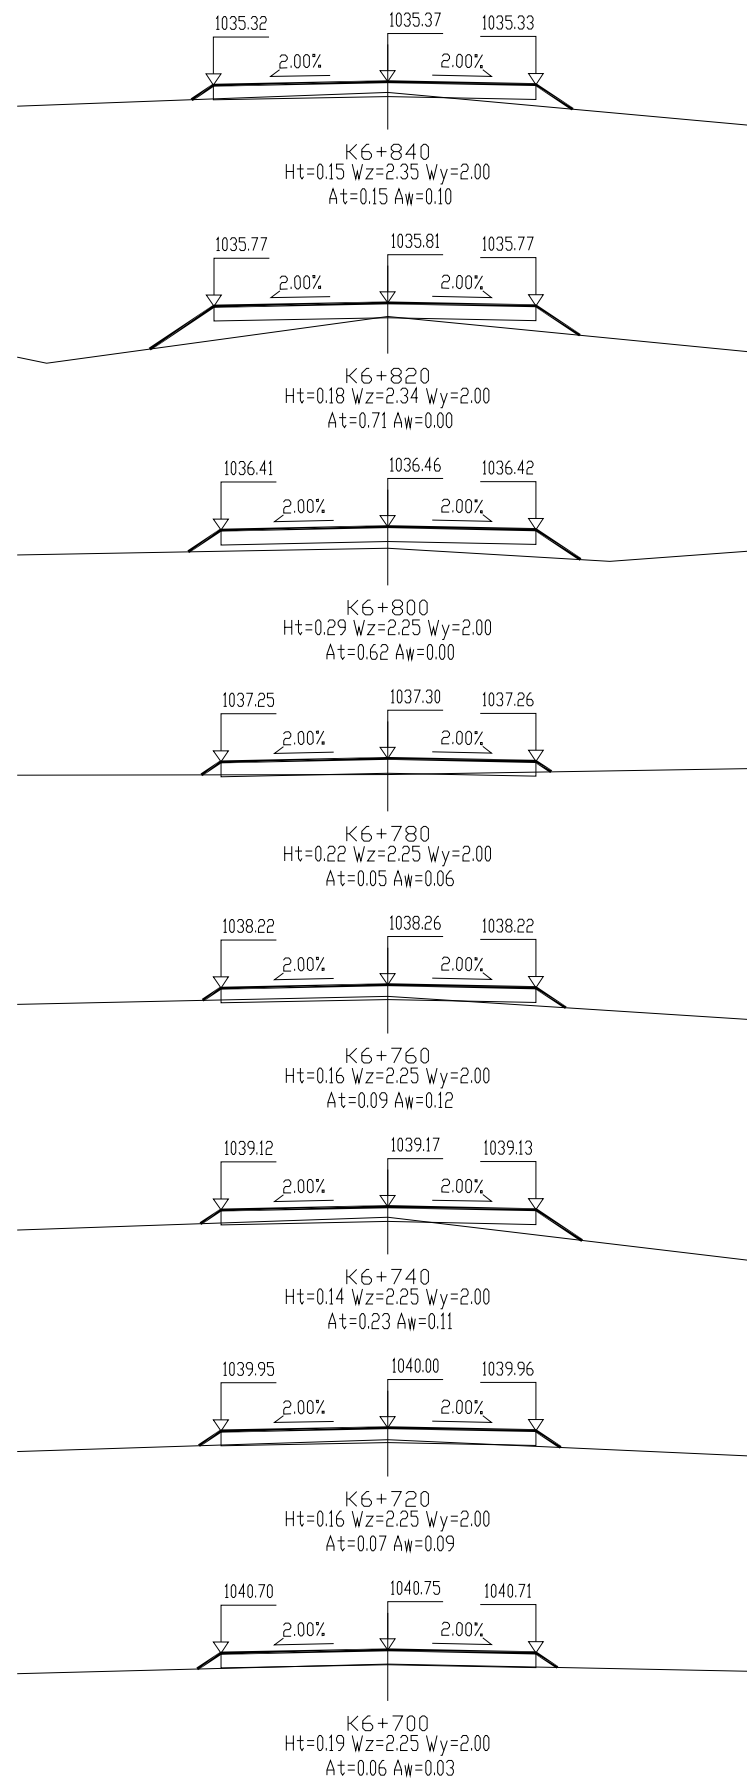 1035.32 1035.37 1035.33
2.00% 2.00%
K6+840
Ht=0.15 Wz=2.35 Wy=2.00
At=0.15 Aw=0.10
1035.77 1035.81 1035.77
2.00% 2.00%
K6+820
Ht=0.18 Wz=2.34 Wy=2.00
At=0.71 Aw=0.00
1036.41 1036.46 1036.42
2.00% 2.00%
K6+800
Ht=0.29 Wz=2.25 Wy=2.00
At=0.62 Aw=0.00
1037.25 1037.30 1037.26
2.00% 2.00%
K6+780
Ht=0.22 Wz=2.25 Wy=2.00
At=0.05 Aw=0.06
1038.22 1038.26 1038.22
2.00% 2.00%
K6+760
Ht=0.16 Wz=2.25 Wy=2.00
At=0.09 Aw=0.12
1039.12 1039.17 1039.13
2.00% 2.00%
K6+740
Ht=0.14 Wz=2.25 Wy=2.00
At=0.23 Aw=0.11
1039.95 1040.00 1039.96
2.00% 2.00%
K6+720
Ht=0.16 Wz=2.25 Wy=2.00
At=0.07 Aw=0.09
1040.70 1040.75 1040.71
2.00% 2.00%
K6+700
Ht=0.19 Wz=2.25 Wy=2.00
At=0.06 Aw=0.03